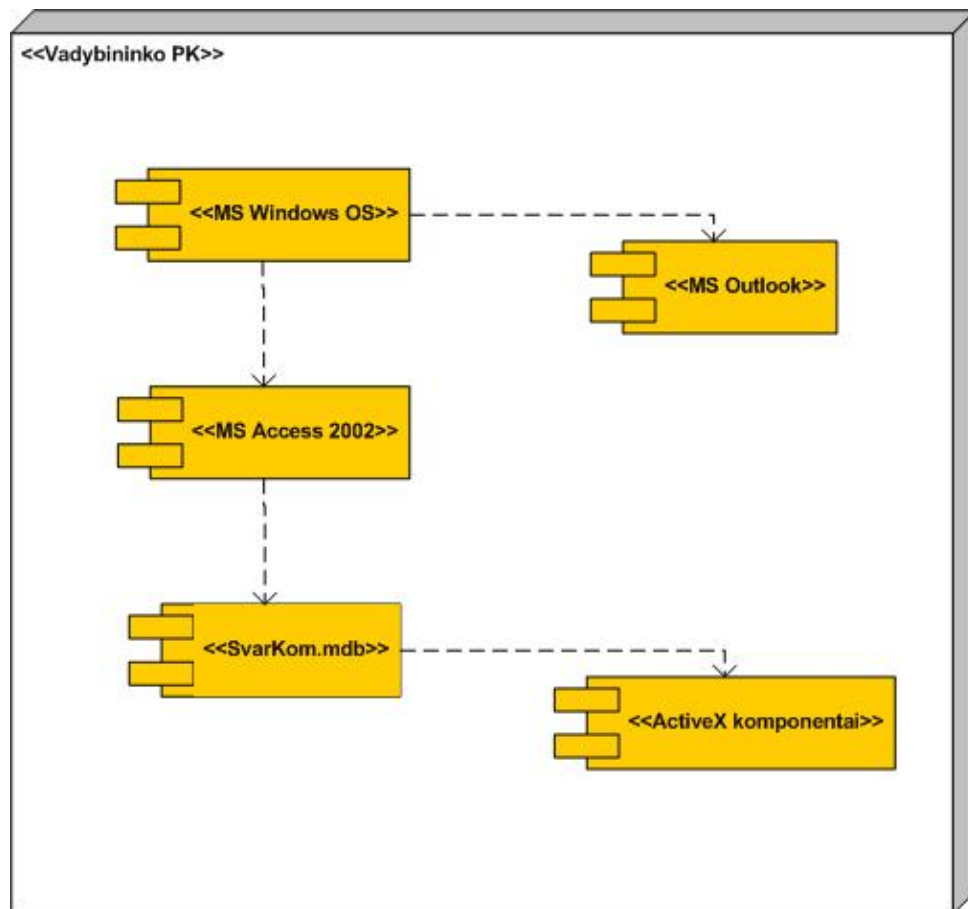 <<Vadybininko PK>>
<<MS Windows OS>>
<<MS Outlook>>
<<MS Access 2002>>
<<SvarKom.mdb>>
<<ActiveX komponentai>>